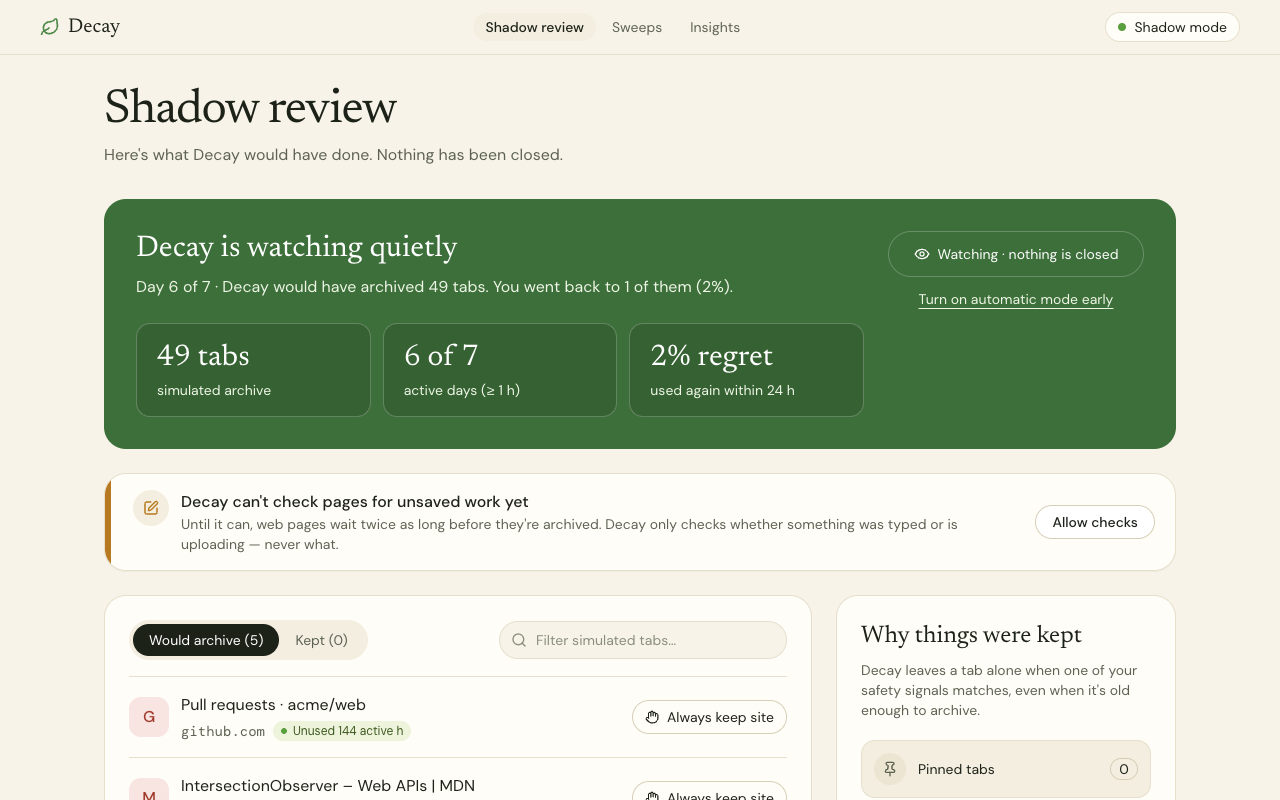 Decay
Shadow review
Sweeps
Insights
Shadow mode
Shadow review
Here's what Decay would have done. Nothing has been closed.
Decay is watching quietly
Day 6 of 7 · Decay would have archived 49 tabs. You went back to 1 of them (2%).
Watching · nothing is closed
Turn on automatic mode early
49 tabs
simulated archive
6 of 7
active days (≥ 1 h)
2% regret
used again within 24 h
Decay can't check pages for unsaved work yet
Until it can, web pages wait twice as long before they're archived. Decay only checks whether something was typed or is
uploading — never what.
Allow checks
Would archive (5)
Kept (0)
Filter simulated tabs…
G
Pull requests · acme/web
github.com
Unused 144 active h
Always keep site
M
IntersectionObserver – Web APIs | MDN
Always keep site
Why things were kept
Decay leaves a tab alone when one of your
safety signals matches, even when it's old
enough to archive.
Pinned tabs
0